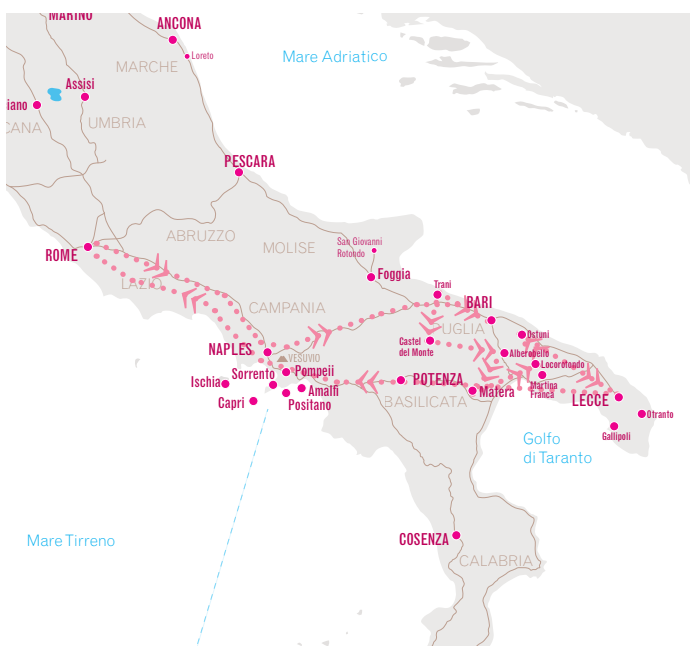 MARINO
ANCONA
Loreto
Mare Adriatico
MARCHE
Assisi
iano
CANA
UMBRIA
PESCARA
ABRUZZO
San Giovanni
Rotondo
MOLISE
ROME
Foggia
LAZIO
Trani
BARI
CAMPANIA
UGLIA
Ostuni
Castel
del Monte
NAPLES
VESUVIO
Alberobello
Locoromondo
Sorrento
Pompeii
Ischia
POTENZA
Martina
Franca
Amalfi
Matera
Capri
Positano
BASILICATA
LECCE
Otranto
Gallipoli
Golfo
di Taranto
Mare Tirreno
COSENZA
CALABRIA